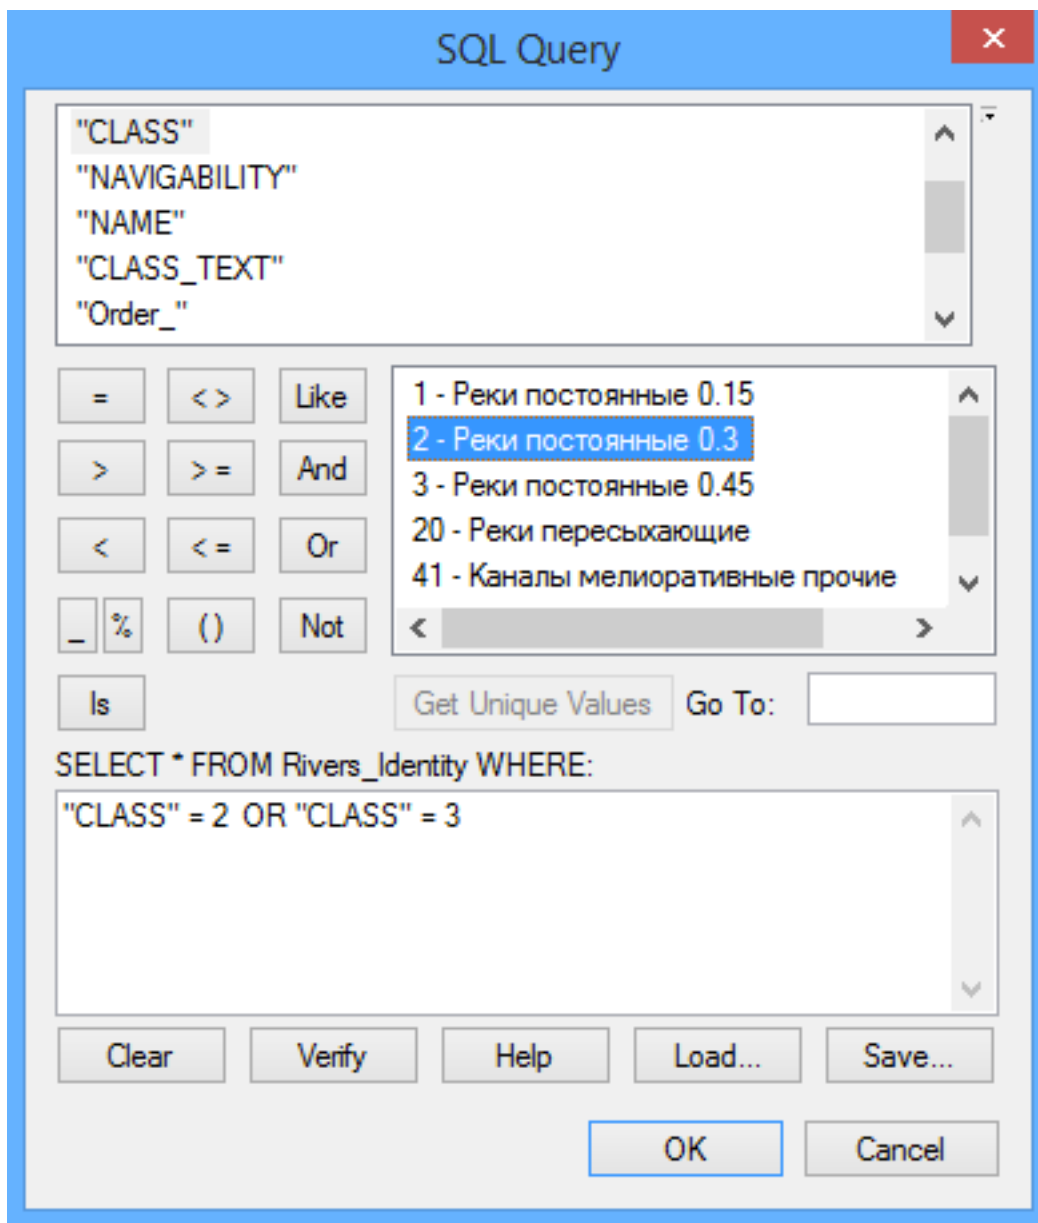 SQL Query
"CLASS"
"NAVIGABILITY"
"NAME"
"CLASS_TEXT"
"Order_"
= < > Like
> > = And
< < = Or
_ % ( ) Not
Is
1 - Реки постоянные 0.15
2 - Реки постоянные 0.3
3 - Реки постоянные 0.45
20 - Реки пересыхающие
41 - Каналы мелиоративные прочие
Get Unique Values Go To:
SELECT * FROM Rivers_Identity WHERE:
"CLASS" = 2 OR "CLASS" = 3
Clear Verify Help Load... Save...
OK Cancel